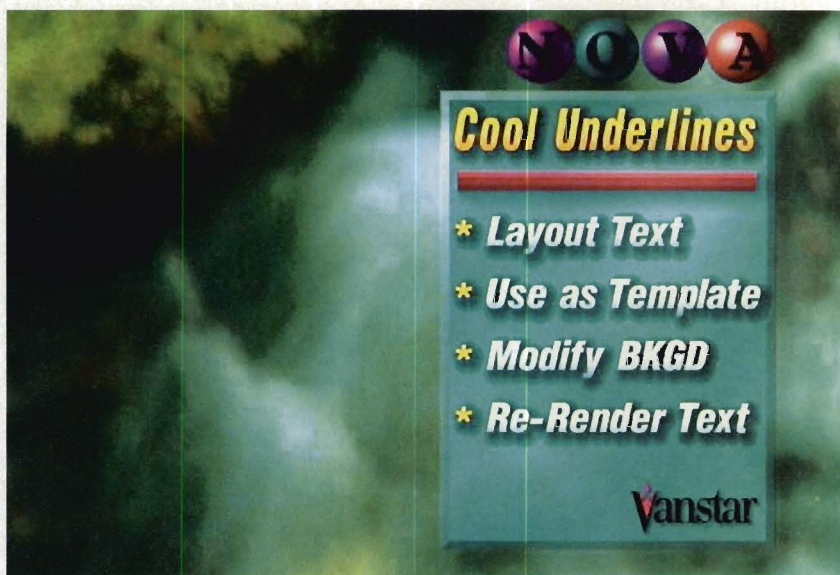 NOVA
Cool Underlines
* Layout Text
* Use as Template
* Modify BKGD
* Re-Render Text
Vanstar